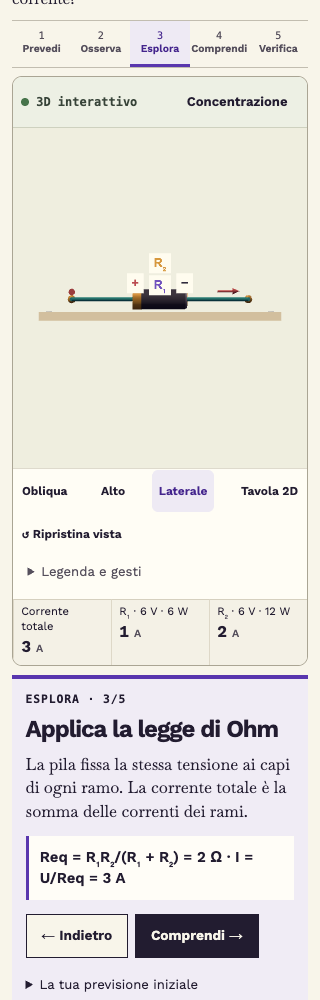 corrente?
1
Prevedi
2
Osserva
3
Esplora
4
Comprendi
5
Verifica
3D interattivo
Concentrazione
R₂
+
R₁
−
Obliqua
Alto
Laterale
Tavola 2D
↺ Ripristina vista
▶ Legenda e gesti
Corrente totale
3 A
R₁ · 6 V · 6 W
1 A
R₂ · 6 V · 12 W
2 A
ESPLORA · 3/5
Applica la legge di Ohm
La pila fissa la stessa tensione ai capi
di ogni ramo. La corrente totale è la
somma delle correnti dei rami.
Req = R₁R₂/(R₁ + R₂) = 2 Ω · I =
U/Req = 3 A
← Indietro
Comprendi →
▶ La tua previsione iniziale